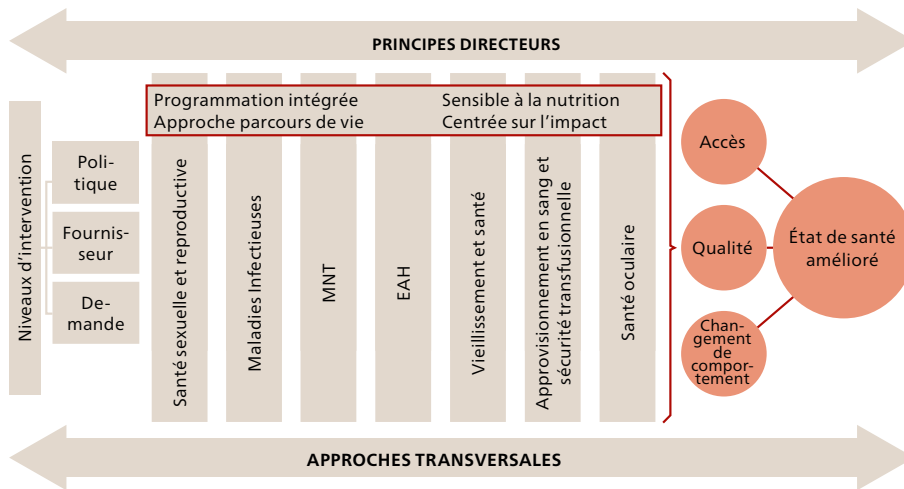 PRINCIPES DIRECTEURS
Programmation intégrée
Approche parcours de vie
Sensible à la nutrition
Centrée sur l'impact
Niveaux d'intervention
Poli-
tique
Fournis-
seur
De-
mande
Santé sexuelle et reproductive
Maladies Infectieuses
MNT
EAH
Vieillissement et santé
Approvisionnement en sang et
sécurité transfusionnelle
Santé oculaire
Accès
Qualité
Chan-
gement
de
compor-
tement
État de santé
amélioré
APPROCHES TRANSVERSALES